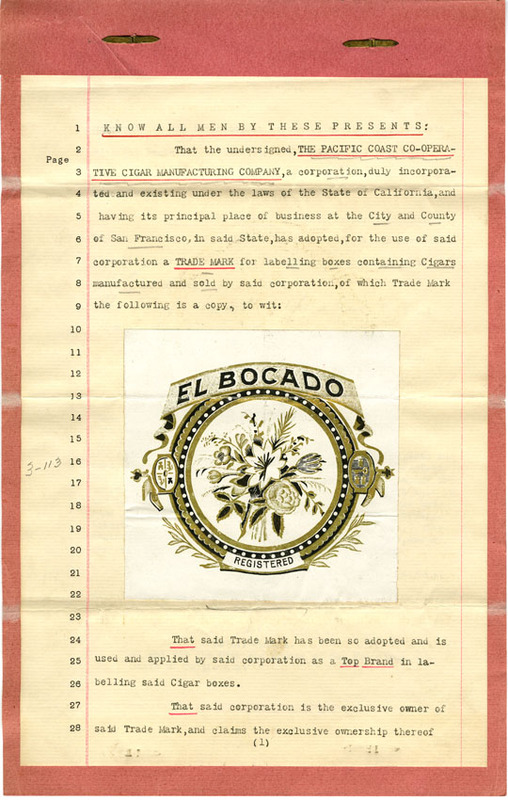 1 KNOW ALL MEN BY THESE PRESENTS:
2 That the undersigned, THE PACIFIC COAST CO-OPERA-
Page
3 TIVE CIGAR MANUFACTURING COMPANY, a corporation, duly incorpora-
4 ted and existing under the laws of the State of California, and
5 having its principal place of business at the City and County
6 of San Francisco, in said State, has adopted, for the use of said
7 corporation a TRADE MARK for labelling boxes containing Cigars
8 manufactured and sold by said corporation, of which Trade Mark
9 the following is a copy, to wit:
10
11
12
EL BOCADO
13
14
15
3-113 16
17
18
19
20
REGISTERED
21
22
23
24 That said Trade Mark has been so adopted and is
25 used and applied by said corporation as a Top Brand in la-
26 belling said Cigar boxes.
27 That said corporation is the exclusive owner of
28 said Trade Mark, and claims the exclusive ownership thereof
(1)